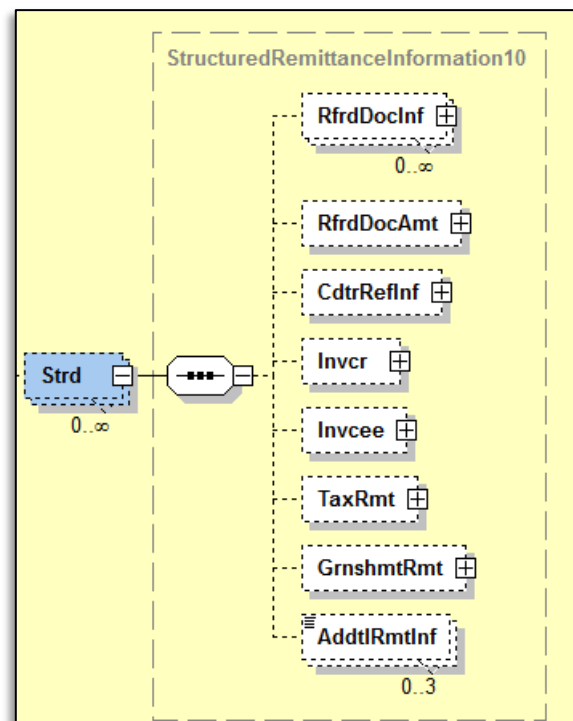 StructuredRemittanceInformation10
RfrdDocInf
0..∞
RfrdDocAmt
CdtrRefInf
Invcr
Strd
0..∞
Invcee
TaxRmt
GrnshmtRmt
AddtlRmtInf
0..3